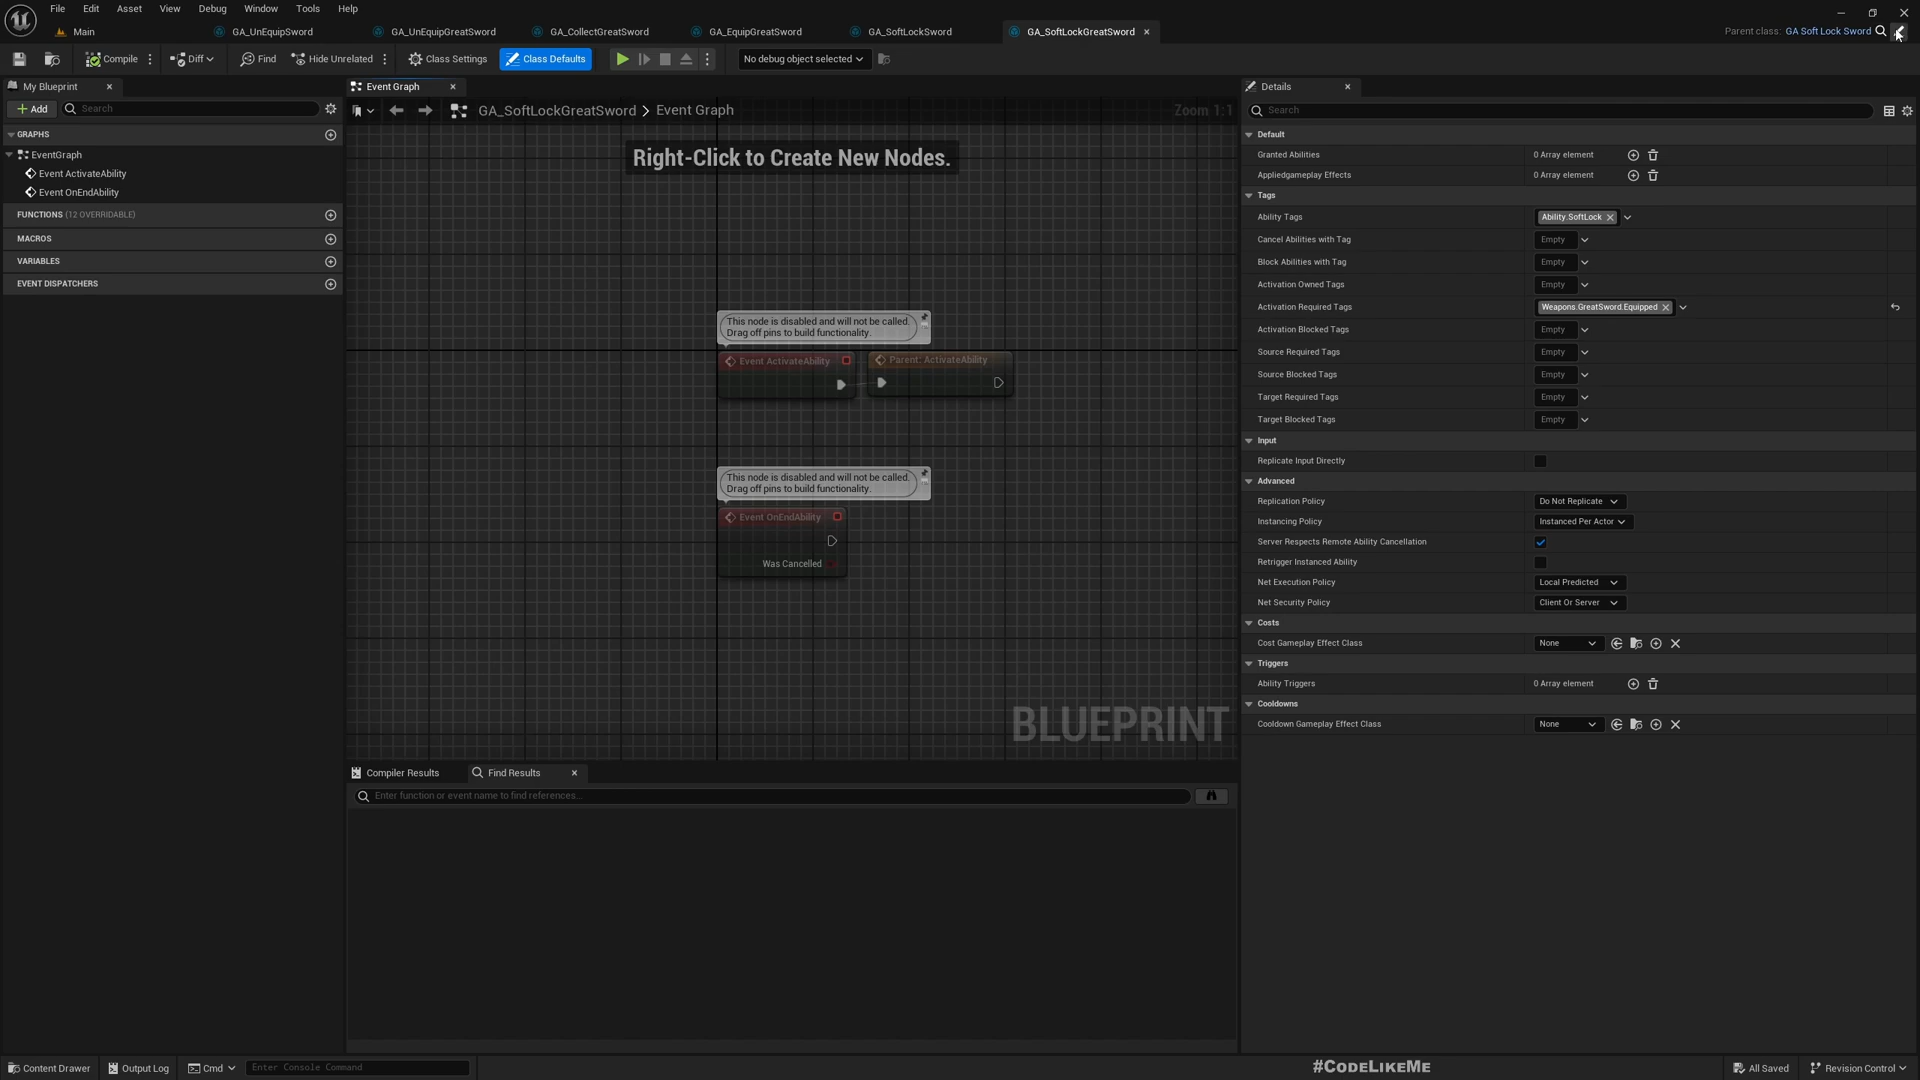 File Edit Asset View Debug Window Tools Help
Main GA_UnEquipSword GA_UnEquipGreatSword GA_CollectGreatSword GA_EquipGreatSword GA_SoftLockSword GA_SoftLockGreatSword
Parent class: GA Soft Lock Sword
Compile Diff Find Hide Unrelated Class Settings Class Defaults No debug object selected
My Blueprint
Add Search
GRAPHS
EventGraph
Event ActivateAbility
Event OnEndAbility
FUNCTIONS (12 OVERRIDABLE)
MACROS
VARIABLES
EVENT DISPATCHERS
Event Graph
GA_SoftLockGreatSword > Event Graph
Zoom 1:1
Right-Click to Create New Nodes.
This node is disabled and will not be called.
Drag off pins to build functionality.
Event ActivateAbility
Parent: ActivateAbility
This node is disabled and will not be called.
Drag off pins to build functionality.
Event OnEndAbility
Was Cancelled
BLUEPRINT
Compiler Results Find Results
Enter function or event name to find references...
Details
Search
Default
Granted Abilities 0 Array element
Appliedgameplay Effects 0 Array element
Tags
Ability Tags Ability.SoftLock
Cancel Abilities with Tag Empty
Block Abilities with Tag Empty
Activation Owned Tags Empty
Activation Required Tags Weapons.GreatSword.Equipped
Activation Blocked Tags Empty
Source Required Tags Empty
Source Blocked Tags Empty
Target Required Tags Empty
Target Blocked Tags Empty
Input
Replicate Input Directly
Advanced
Replication Policy Do Not Replicate
Instancing Policy Instanced Per Actor
Server Respects Remote Ability Cancellation
Retrigger Instanced Ability
Net Execution Policy Local Predicted
Net Security Policy Client Or Server
Costs
Cost Gameplay Effect Class None
Triggers
Ability Triggers 0 Array element
Cooldowns
Cooldown Gameplay Effect Class None
Content Drawer Output Log Cmd Enter Console Command
#CODELIKEME
All Saved Revision Control